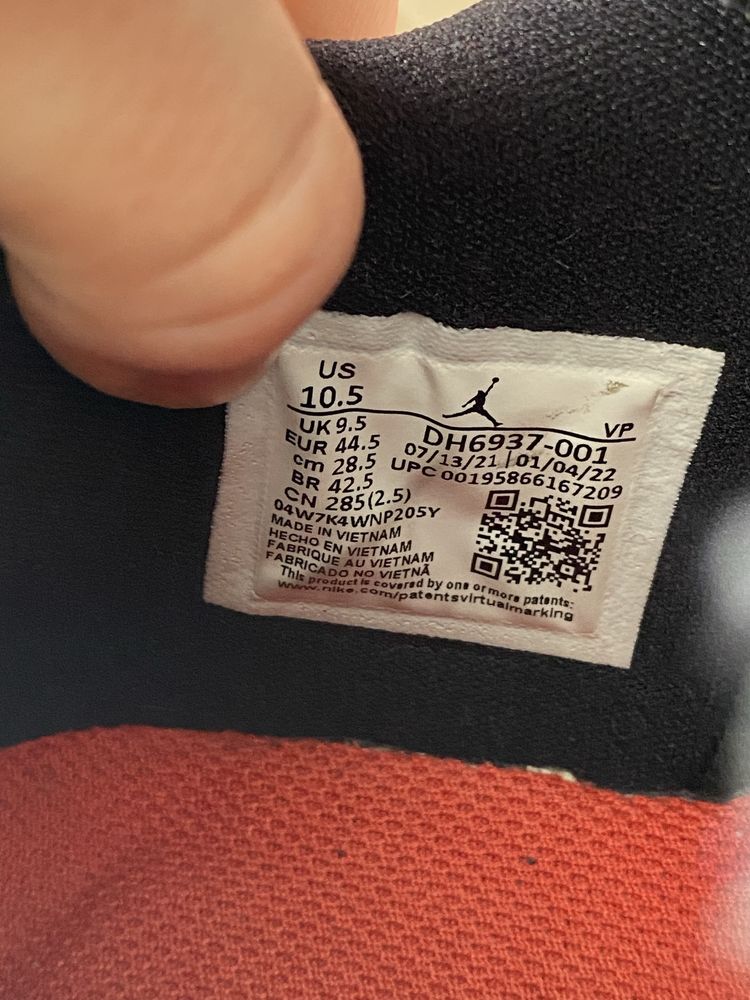 US
10.5
UK 9.5
EUR 44.5
cm 28.5
BR 42.5
CN 285(2.5)
VP
DH6937-001
07/13/21 | 01/04/22
UPC 00195866167209
04W7K4WNP205Y
MADE IN VIETNAM
HECHO EN VIETNAM
FABRIQUE AU VIETNAM
FABRICADO NO VIETNÃ
This product is covered by one or more patents:
www.nike.com/patentsvirtualmarking